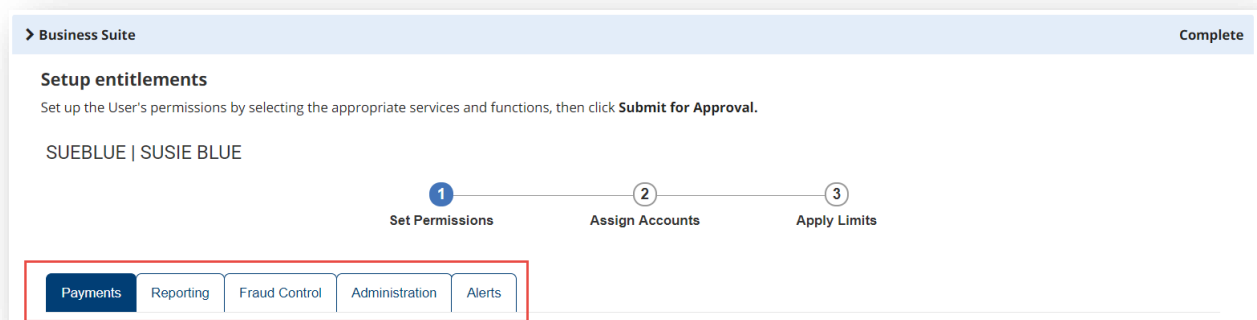 Business Suite Complete
Setup entitlements
Set up the User's permissions by selecting the appropriate services and functions, then click Submit for Approval.
SUEBLUE | SUSIE BLUE
1 2 3
Set Permissions Assign Accounts Apply Limits
Payments Reporting Fraud Control Administration Alerts